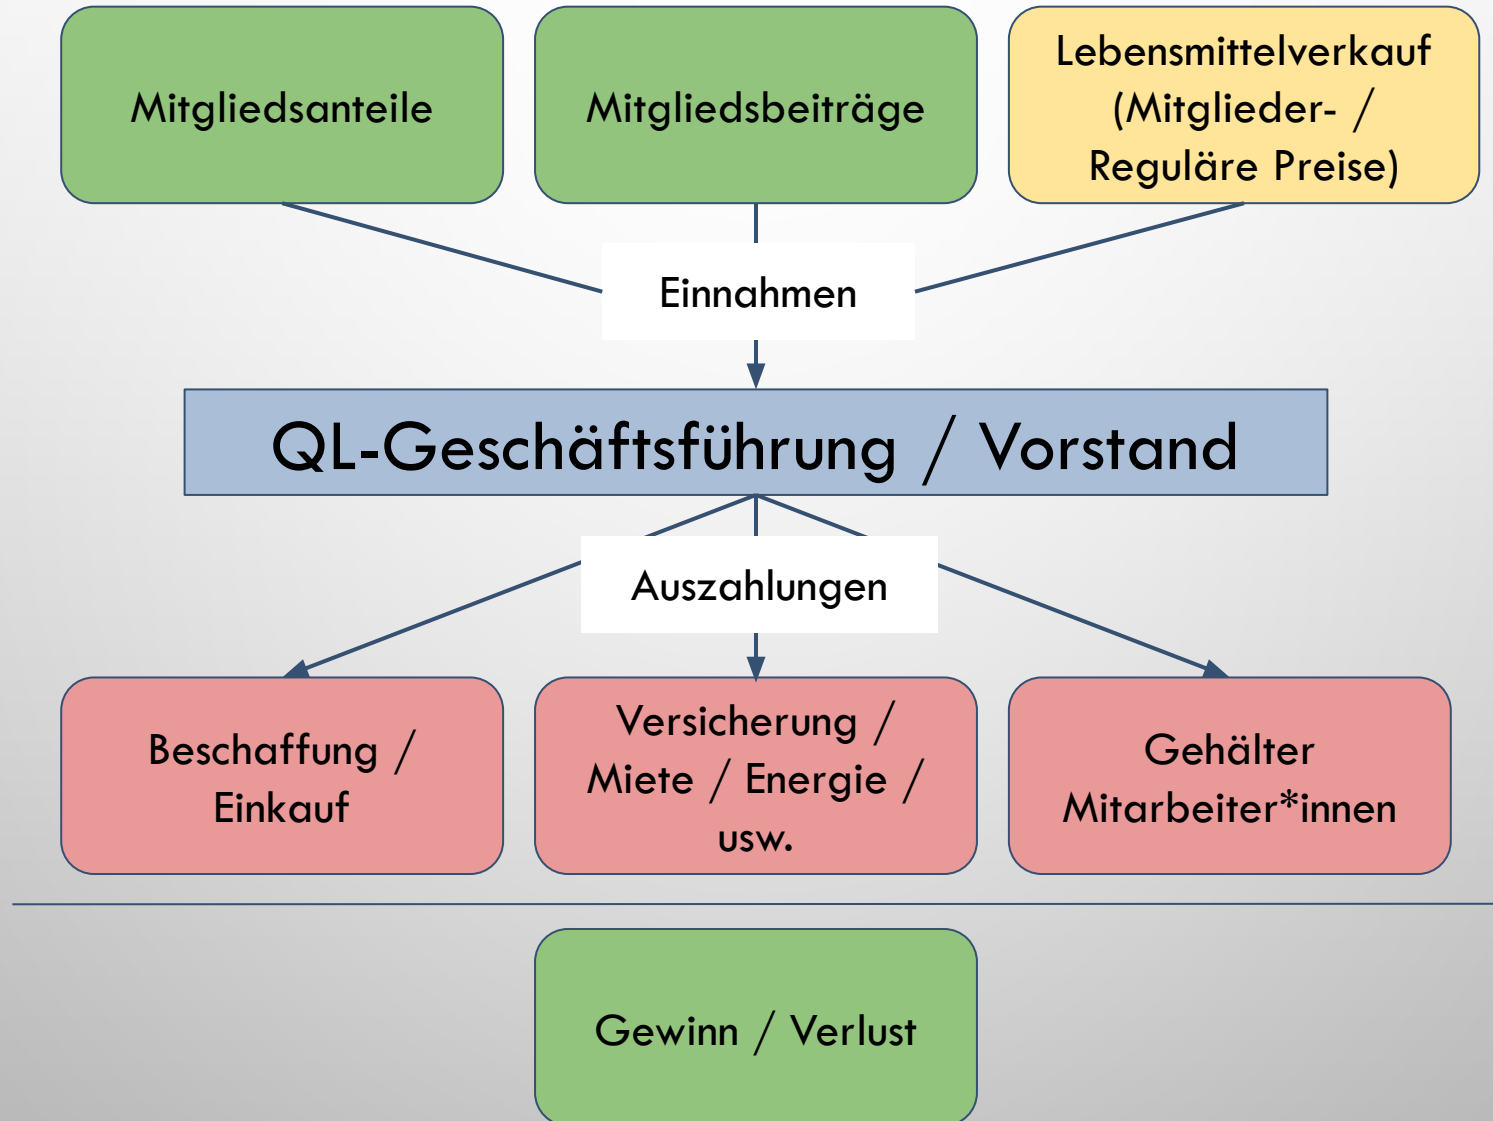 Mitgliedsanteile
Mitgliedsbeiträge
Lebensmittelverkauf
(Mitglieder- /
Reguläre Preise)
Einnahmen
QL-Geschäftsführung / Vorstand
Auszahlungen
Beschaffung /
Einkauf
Versicherung /
Miete / Energie /
usw.
Gehälter
Mitarbeiter*innen
Gewinn / Verlust